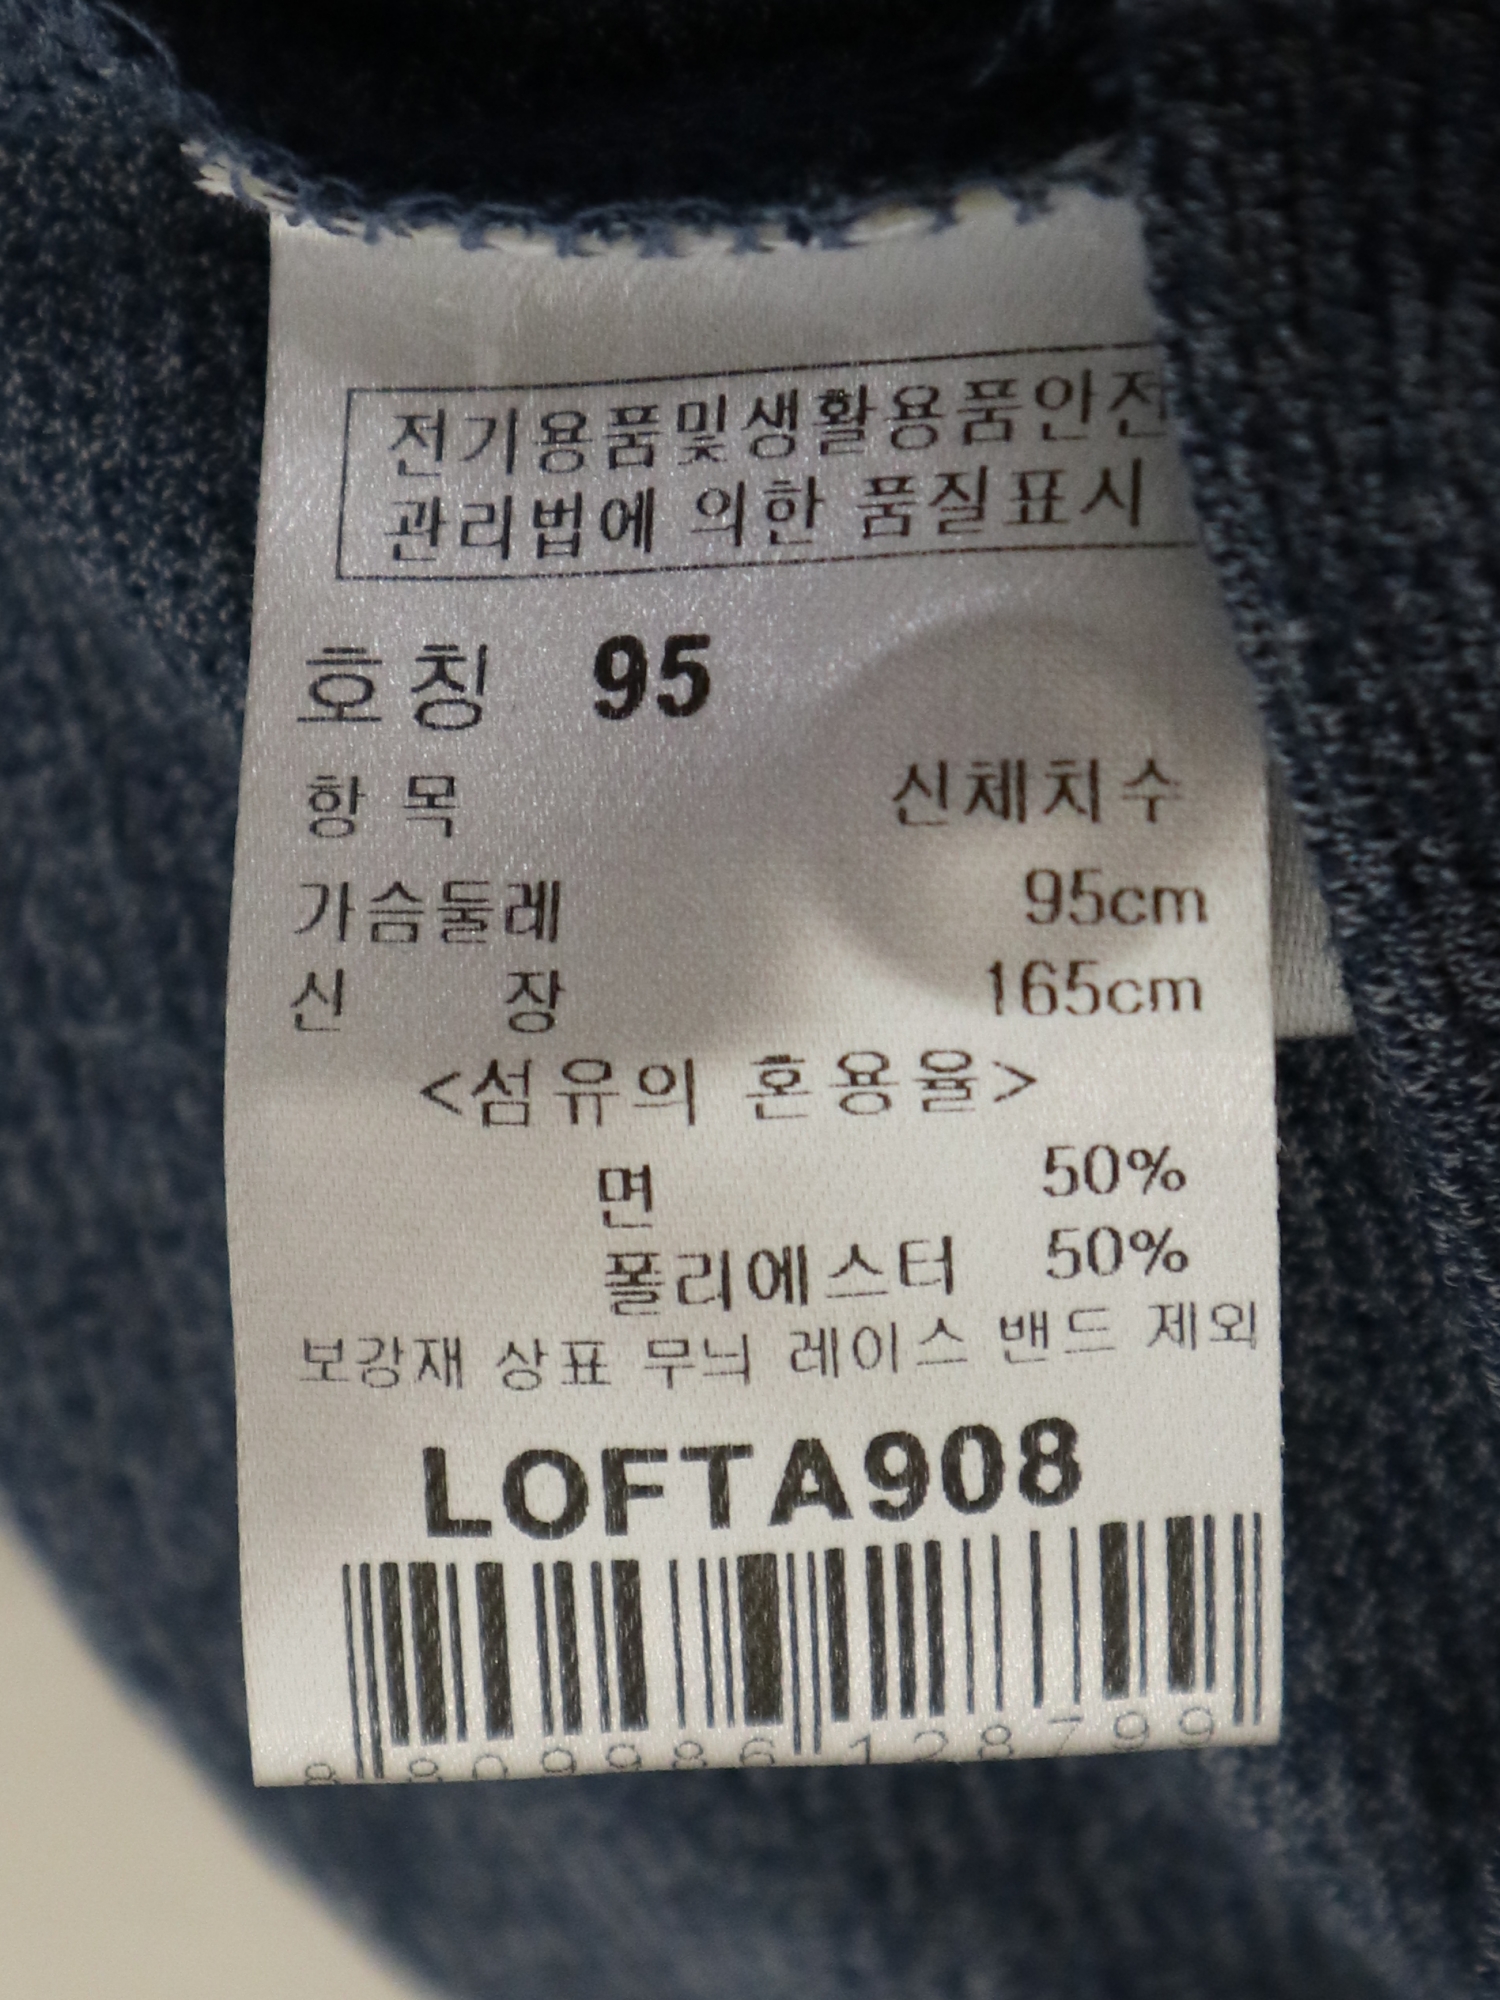 전기용품및생활용품안전
관리법에 의한 품질표시
호칭 95
항목 신체치수
가슴둘레 95cm
신 장 165cm
<섬유의 혼용율>
면 50%
폴리에스터 50%
보강재 상표 무늬 레이스 밴드 제외
LOFTA908
8 809986 128799